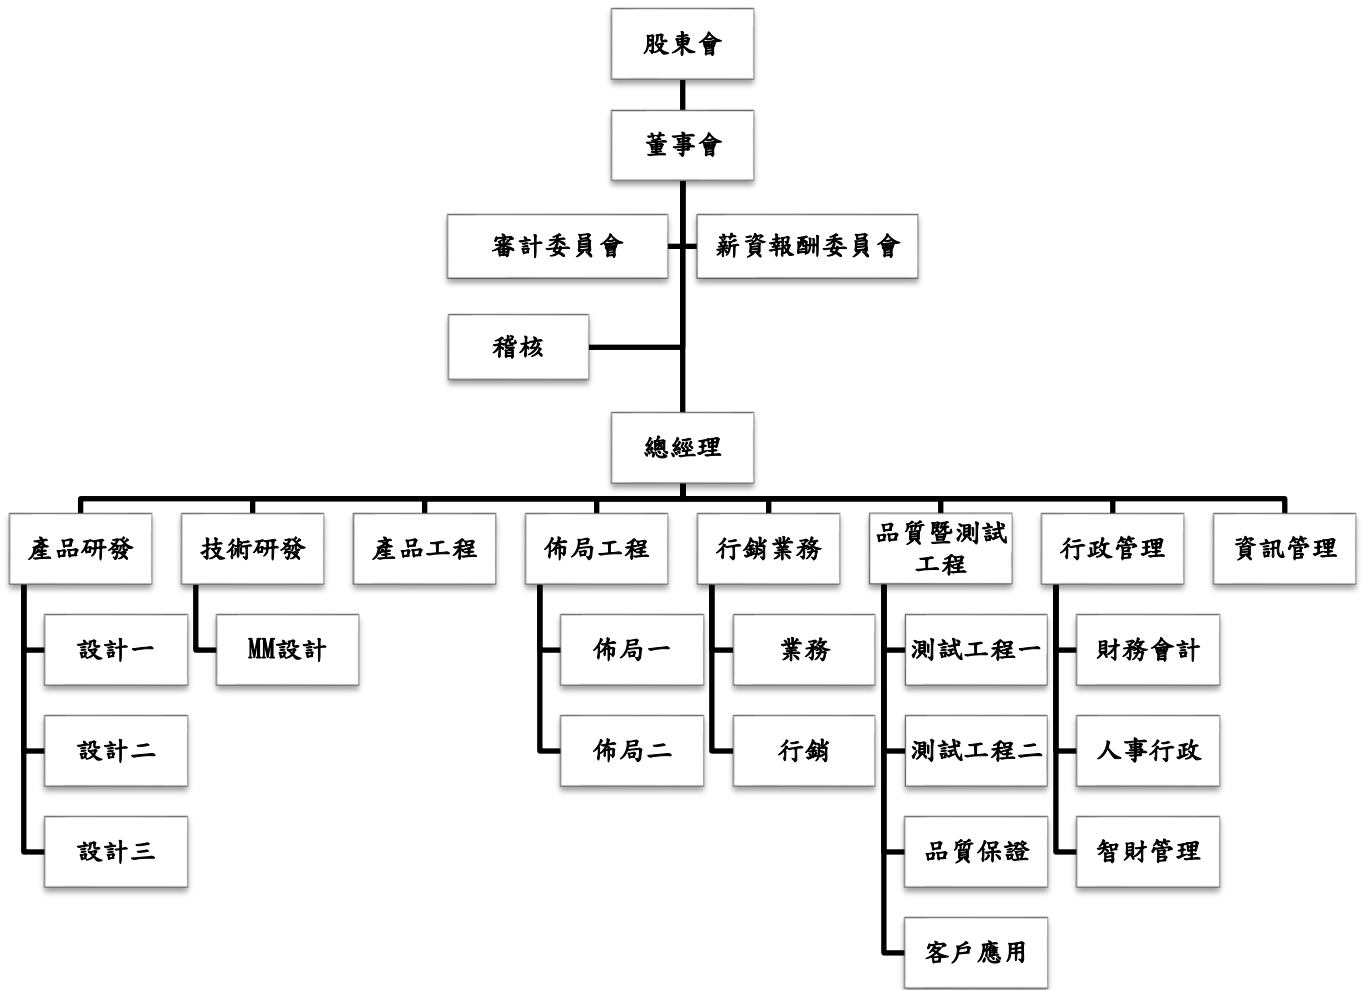 股東會
董事會
審計委員會
薪資報酬委員會
稽核
總經理
產品研發
技術研發
產品工程
佈局工程
行銷業務
品質暨測試
工程
行政管理
資訊管理
設計一
MM設計
佈局一
業務
測試工程一
財務會計
設計二
佈局二
行銷
測試工程二
人事行政
設計三
品質保證
智財管理
客戶應用